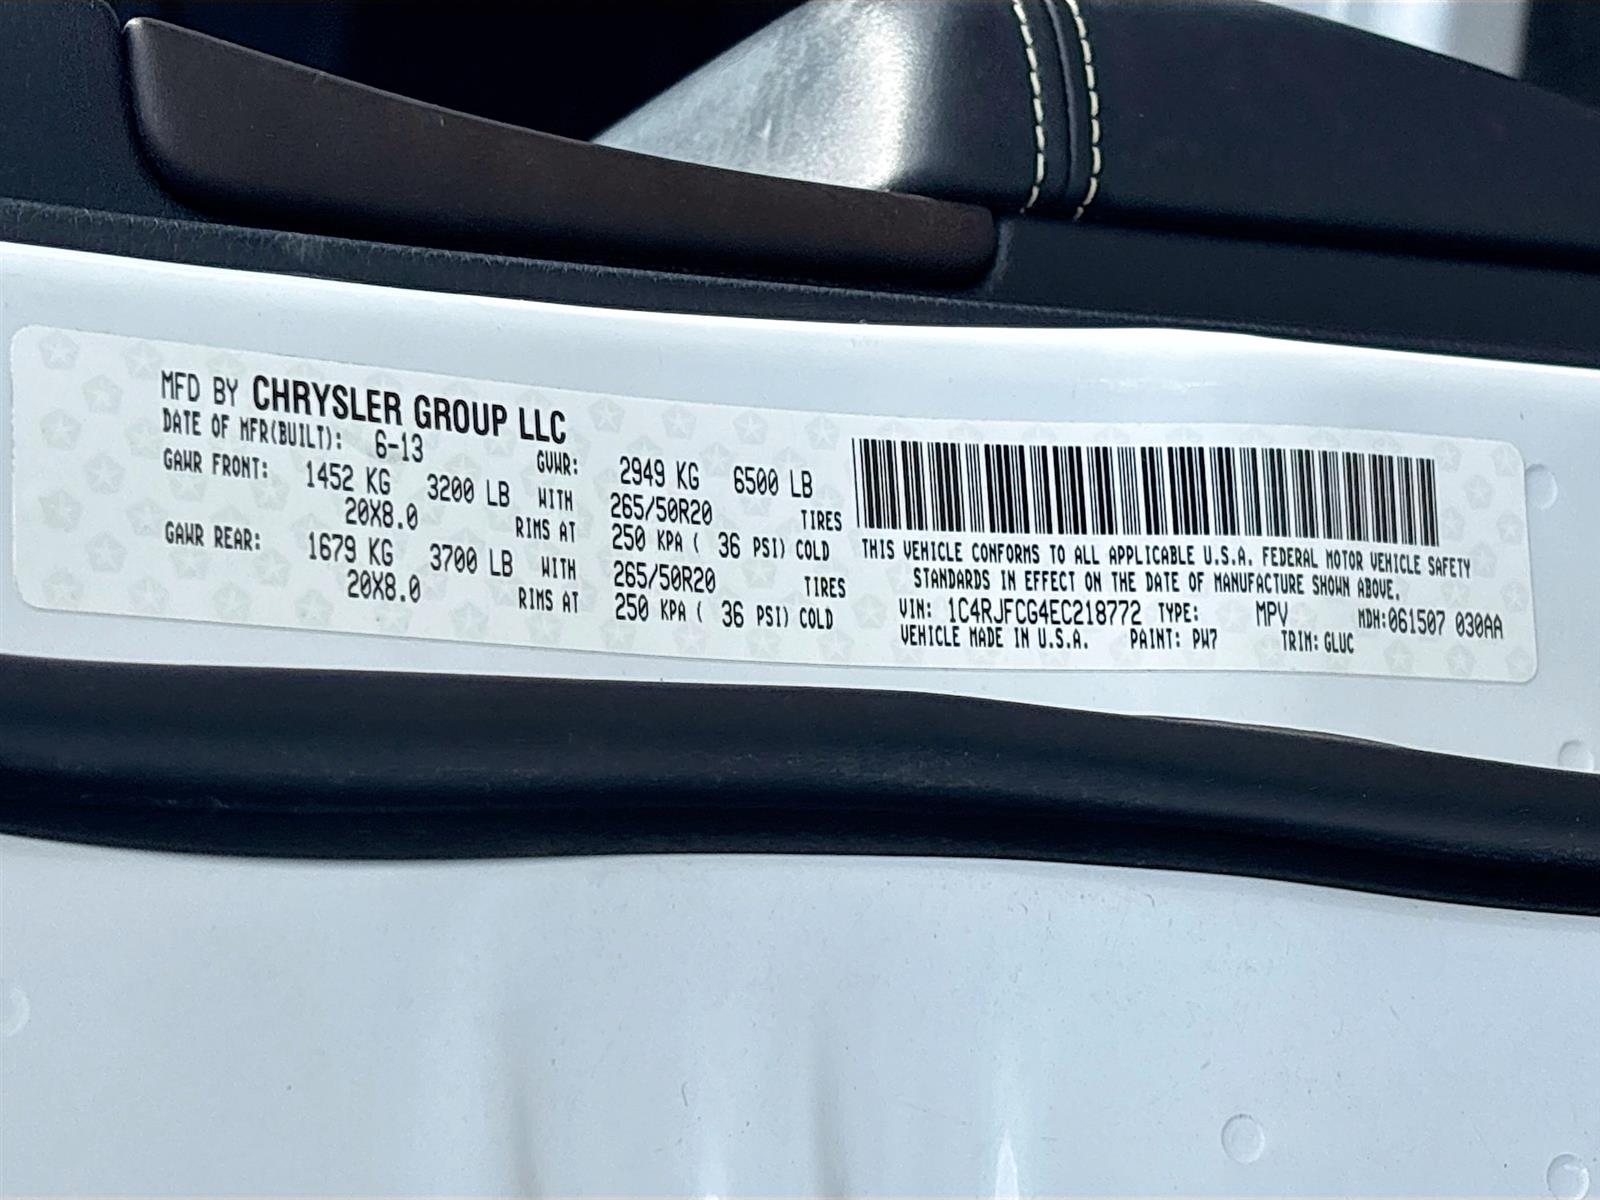 MFD BY CHRYSLER GROUP LLC
DATE OF MFR(BUILT): 6-13 GVWR: 2949 KG 6500 LB
GAWR FRONT: 1452 KG 3200 LB WITH 265/50R20 TIRES
20X8.0 RIMS AT 250 KPA ( 36 PSI) COLD
GAWR REAR: 1679 KG 3700 LB WITH 265/50R20 TIRES
20X8.0 RIMS AT 250 KPA ( 36 PSI) COLD
THIS VEHICLE CONFORMS TO ALL APPLICABLE U.S.A. FEDERAL MOTOR VEHICLE SAFETY
STANDARDS IN EFFECT ON THE DATE OF MANUFACTURE SHOWN ABOVE.
VIN: 1C4RJFCG4EC218772 TYPE: MPV MDH:061507 030AA
VEHICLE MADE IN U.S.A. PAINT: PW7 TRIM: GLUC